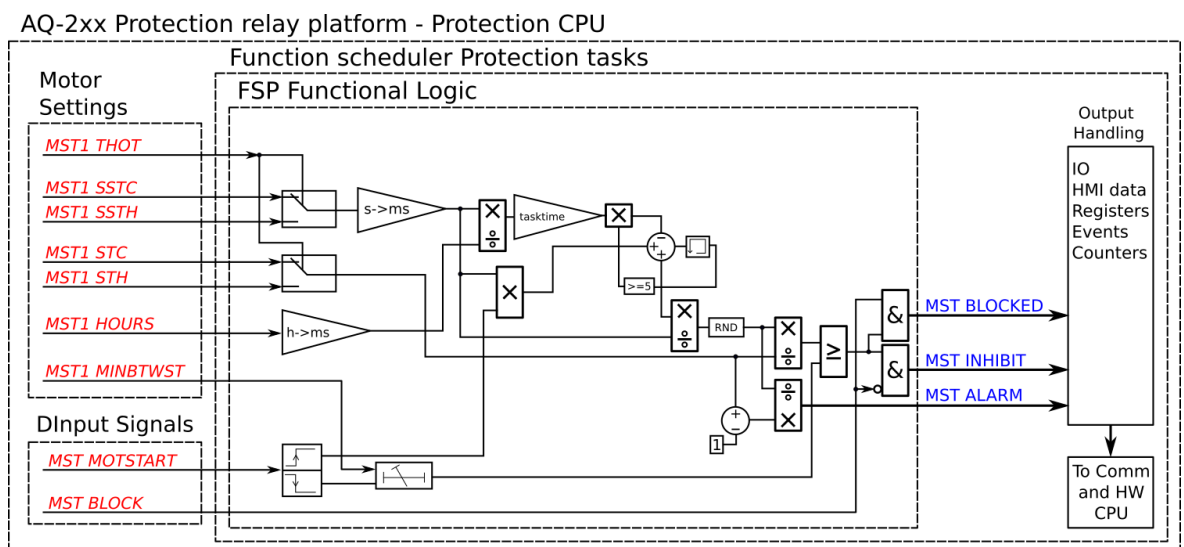 AQ-2xx Protection relay platform - Protection CPU
Function scheduler Protection tasks
Motor
Settings
FSP Functional Logic
MST1 THOT
MST1 SSTC
MST1 SSTH
MST1 STC
MST1 STH
MST1 HOURS
MST1 MINBTWST
DInput Signals
MST MOTSTART
MST BLOCK
s->ms
×
÷
tasktime
×
−
+
+
>=5
×
h->ms
×
÷
RND
×
÷
≥
&
&
÷
×
+
−
1
MST BLOCKED
MST INHIBIT
MST ALARM
Output
Handling
IO
HMI data
Registers
Events
Counters
To Comm
and HW
CPU